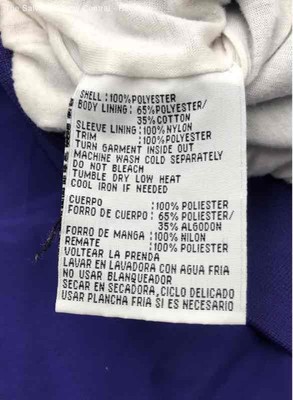 SHELL:100%POLYESTER
BODY LINING: 65%POLYESTER/
35%COTTON
SLEEVE LINING:100%NYLON
TRIM :100%POLYESTER
TURN GARMENT INSIDE OUT
MACHINE WASH COLD SEPARATELY
DO NOT BLEACH
TUMBLE DRY LOW HEAT
COOL IRON IF NEEDED
CUERPO :100% POLIESTER
FORRO DE CUERPO: 65% POLIESTER/
35% ALGODON
FORRO DE MANGA :100% NILON
REMATE :100% POLIESTER
VOLTEAR LA PRENDA
LAVAR EN LAVADORA CON AGUA FRIA
NO USAR BLANQUEADOR
SECAR EN SECADORA,CICLO DELICADO
USAR PLANCHA FRIA SI ES NECESARIO